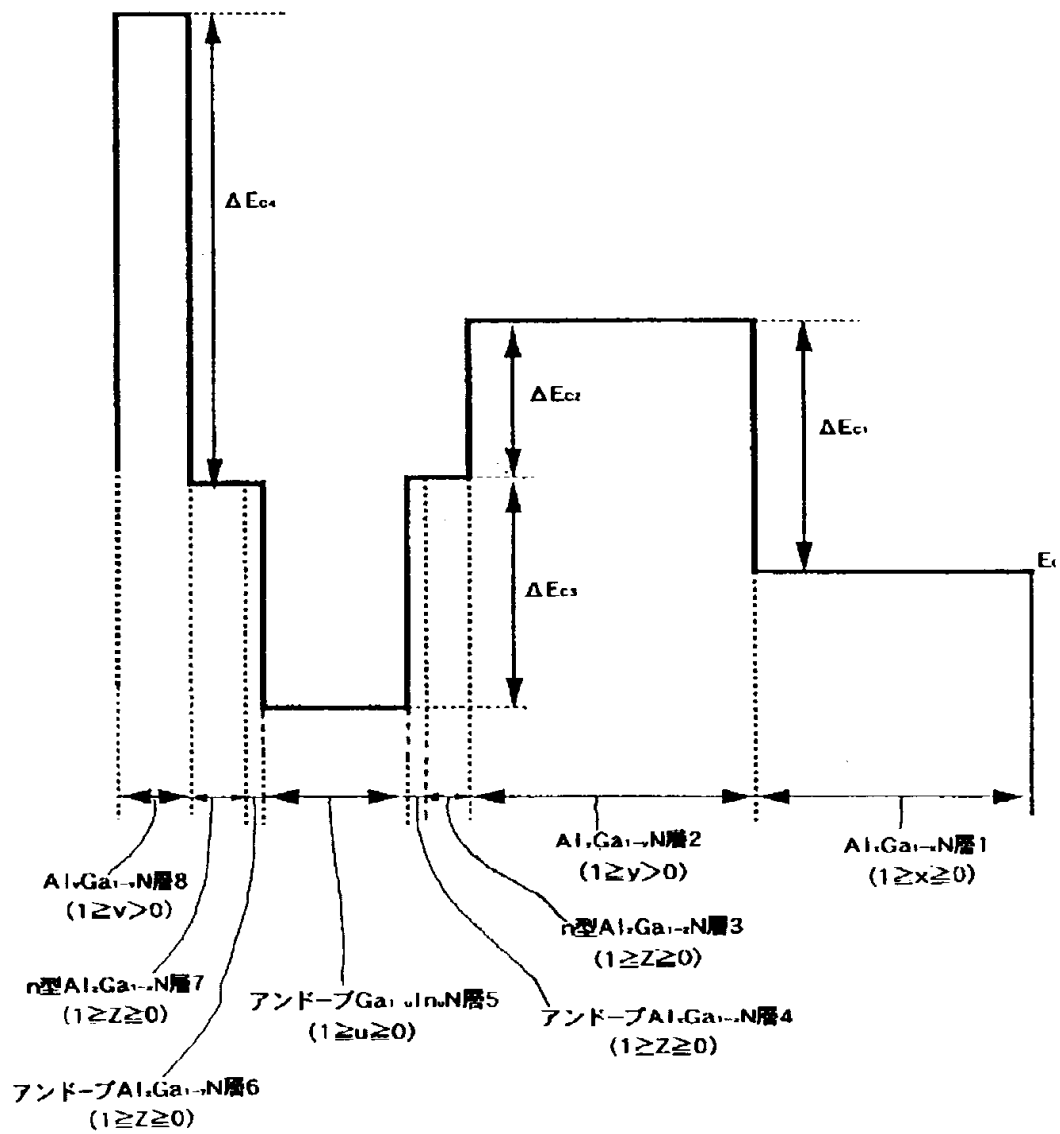 ΔEC4
ΔEC2
ΔEC1
ΔEC3
Ec
AlyGa1-yN層2
(1≧y>0)
AlxGa1-xN層1
(1≧x≧0)
AlvGa1-vN層8
(1≧v>0)
n型AlzGa1-zN層3
(1≧Z≧0)
n型AlzGa1-zN層7
(1≧Z≧0)
アンドープGa1-uInuN層5
(1≧u≧0)
アンドープAlzGa1-zN層4
(1≧Z≧0)
アンドープAlzGa1-zN層6
(1≧Z≧0)